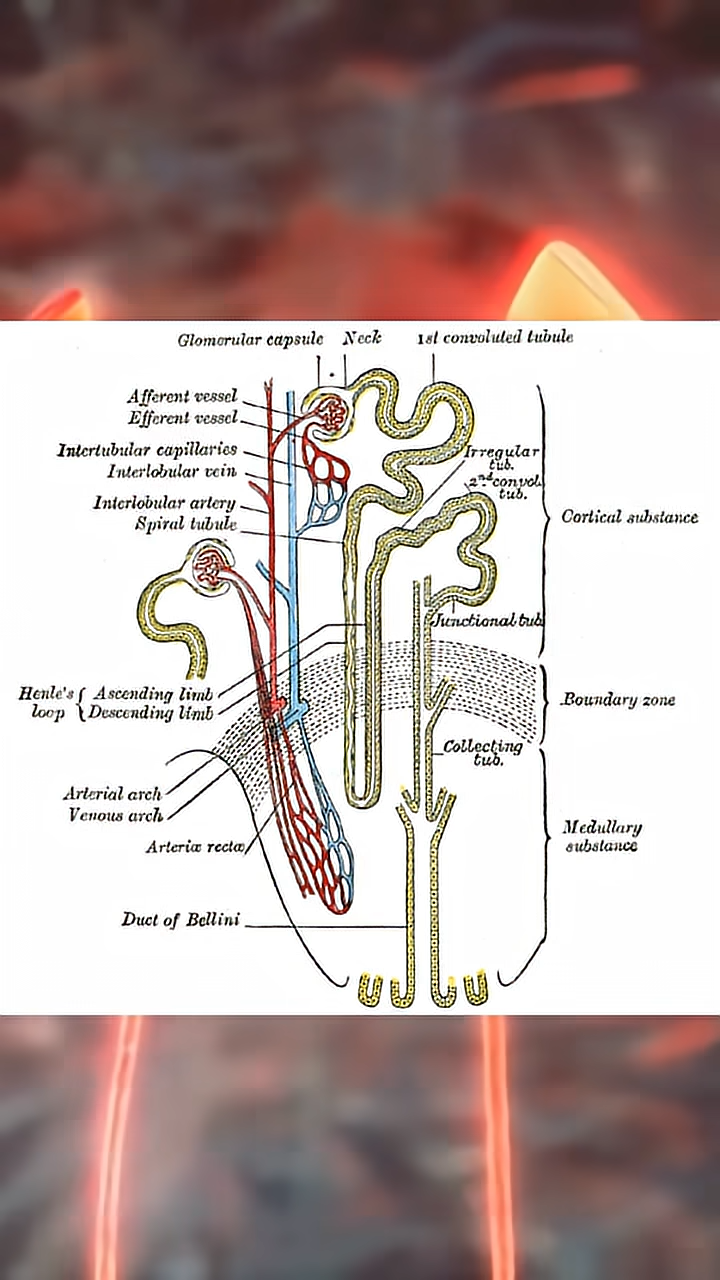 Glomerular capsule
Neck
1st convoluted tubule
Afferent vessel
Efferent vessel
Intertubular capillaries
Interlobular vein
Interlobular artery
Spiral tubule
Irregular
tub.
2nd convol.
tub.
Cortical substance
Junctional tub.
Henle's
loop
Ascending limb
Descending limb
Boundary zone
Collecting
tub.
Arterial arch
Venous arch
Arteriæ rectæ
Medullary
substance
Duct of Bellini